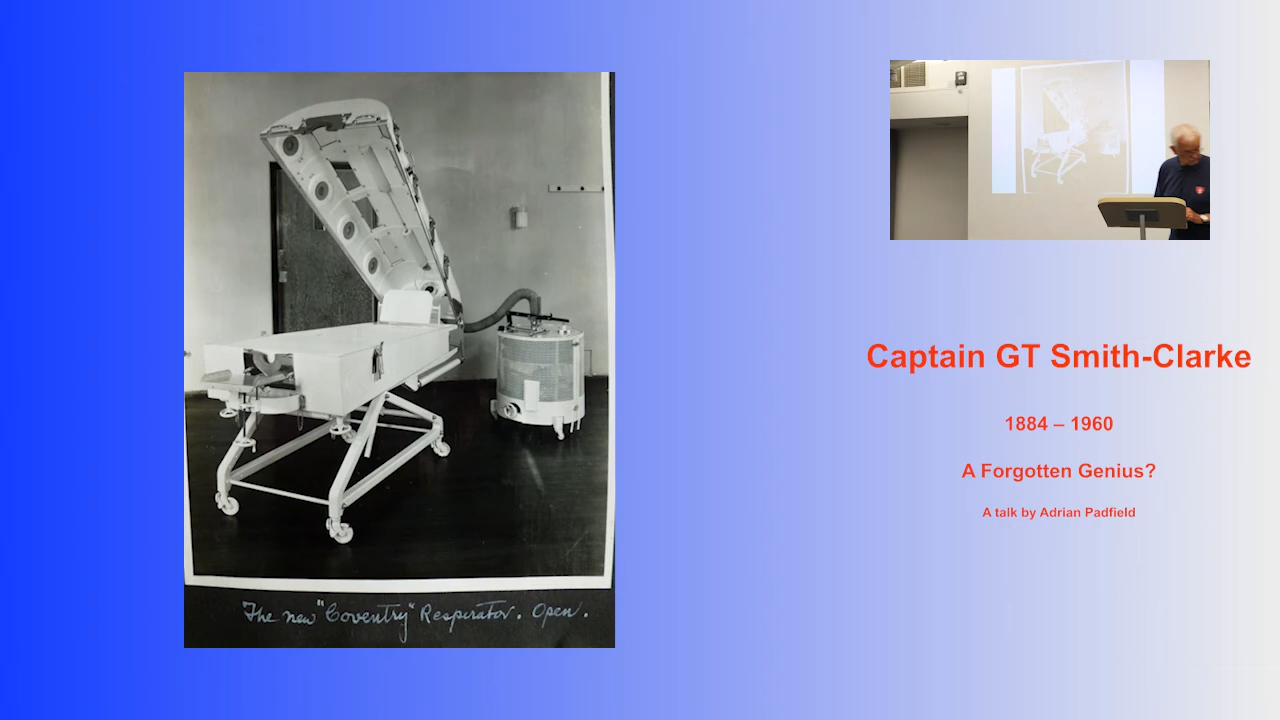 The new "Coventry" Respirator. Open.
Captain GT Smith-Clarke
1884 – 1960
A Forgotten Genius?
A talk by Adrian Padfield